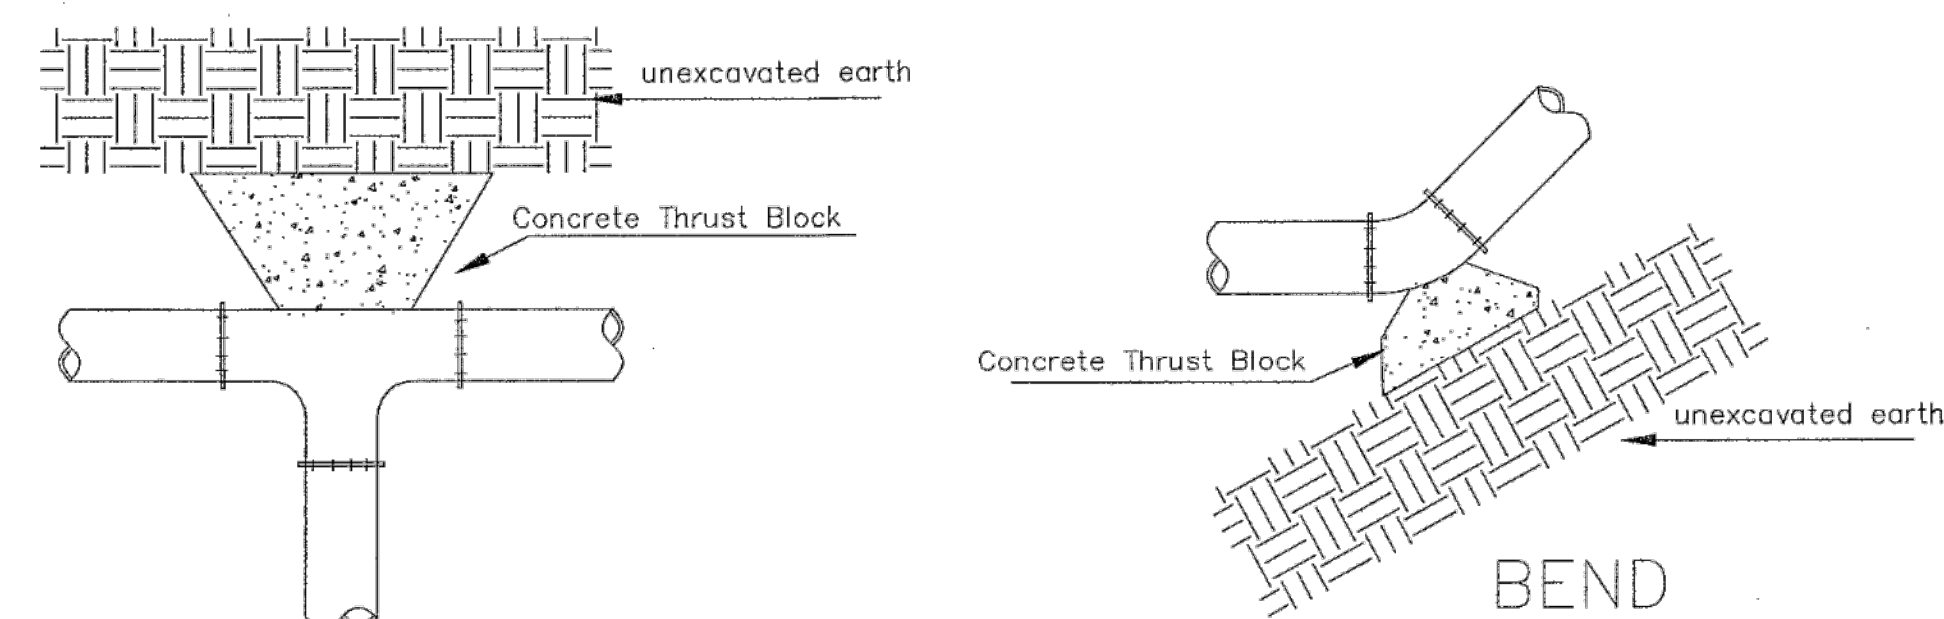 unexcavated earth
Concrete Thrust Block
Concrete Thrust Block
unexcavated earth
BEND